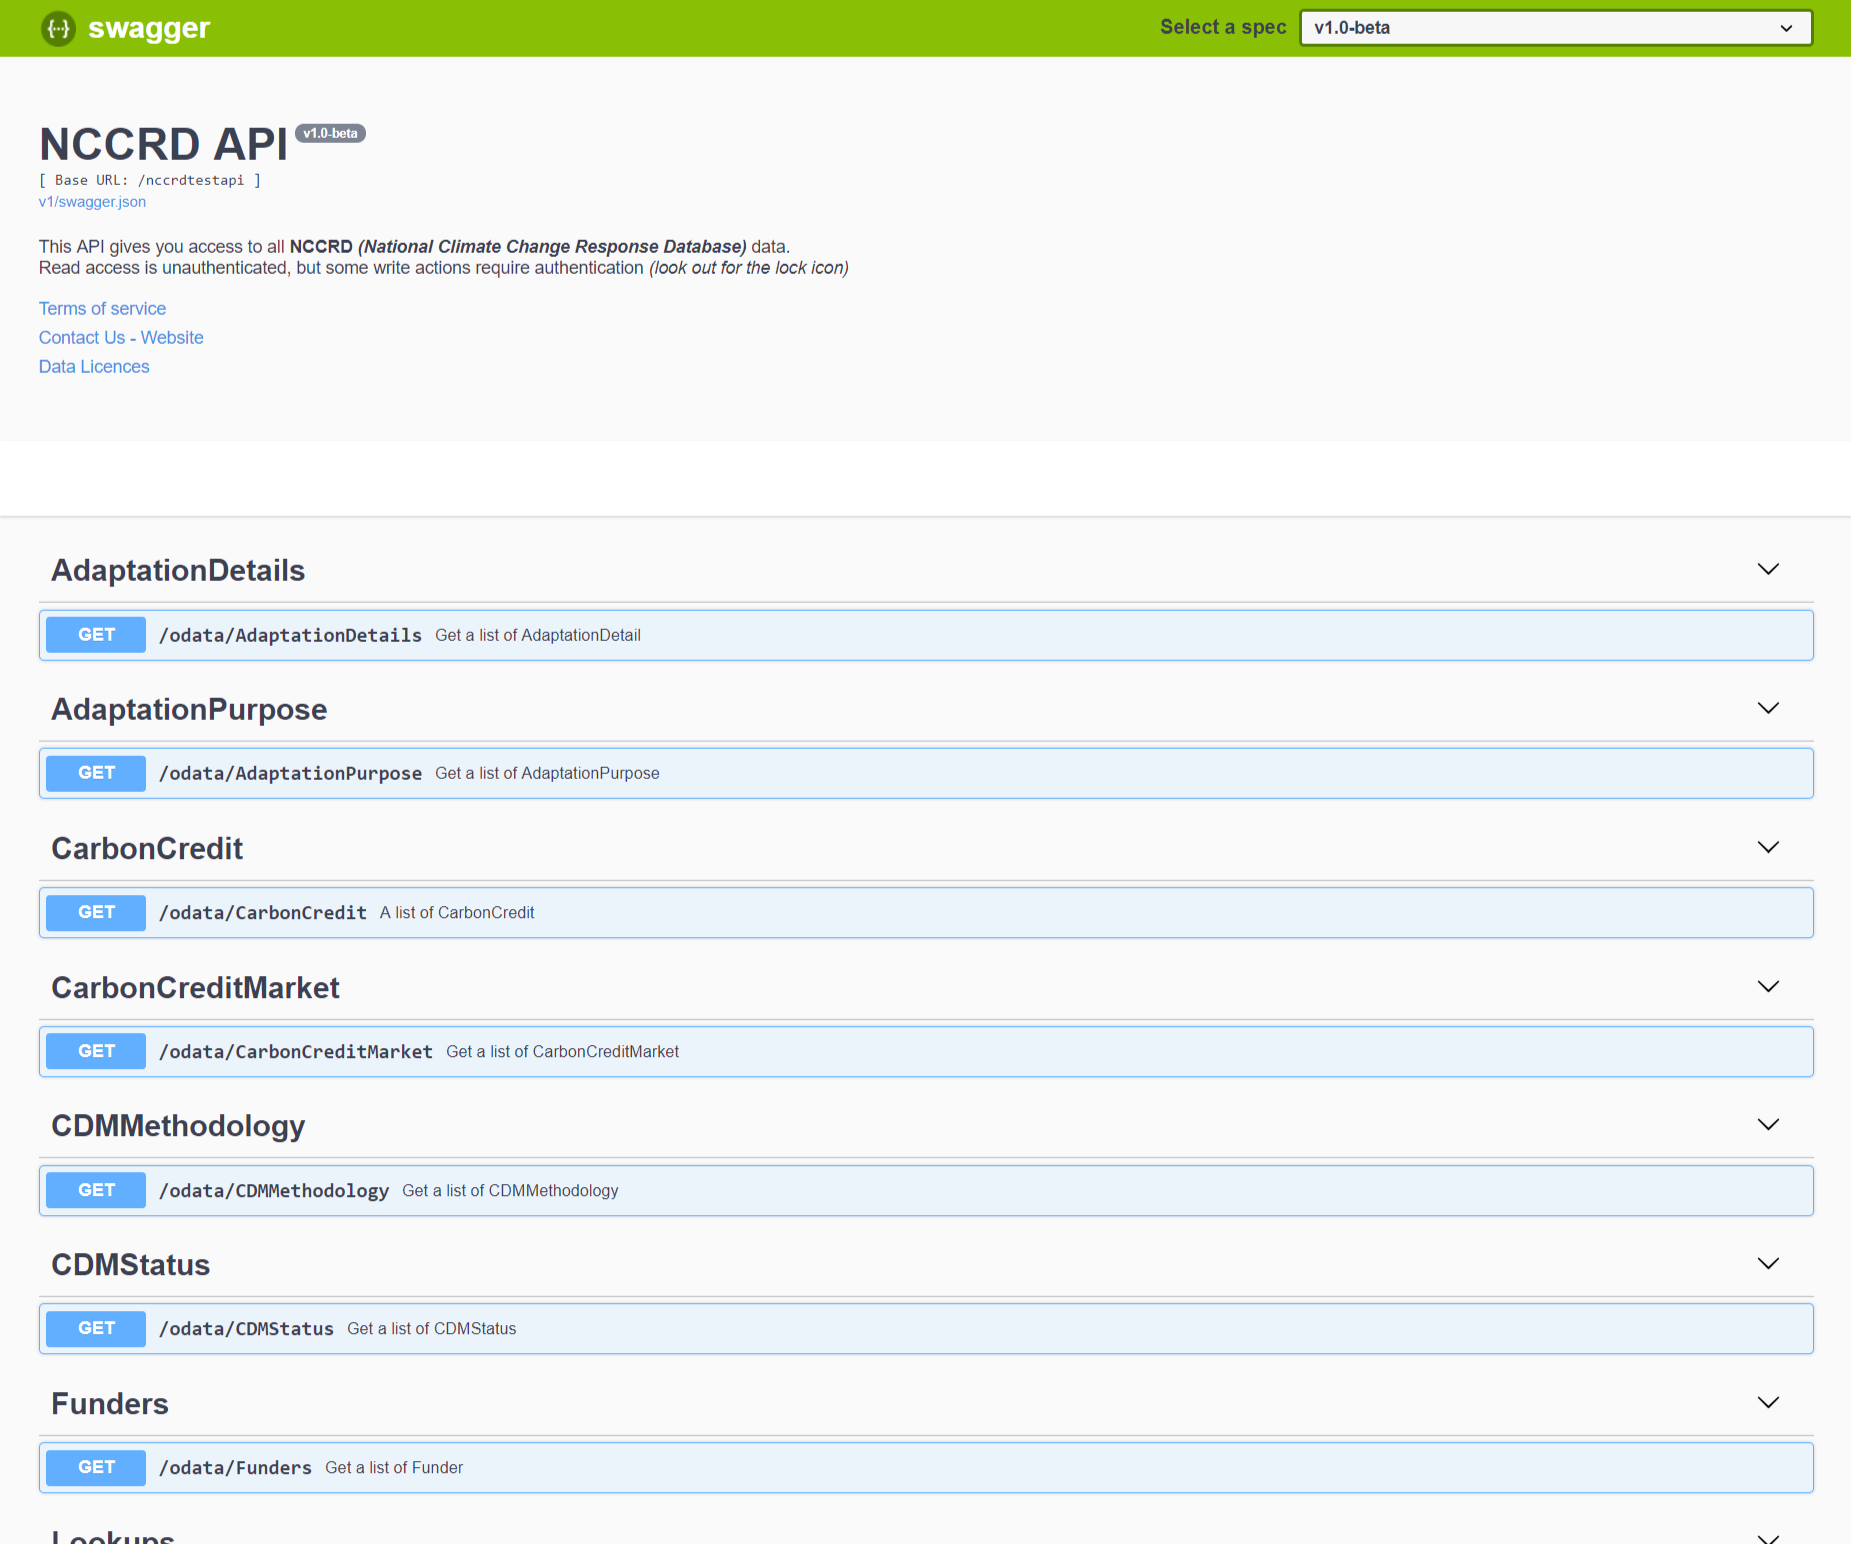 {···} swagger
Select a spec v1.0-beta
NCCRD API v1.0-beta
[ Base URL: /nccrdtestapi ]
v1/swagger.json
This API gives you access to all NCCRD (National Climate Change Response Database) data.
Read access is unauthenticated, but some write actions require authentication (look out for the lock icon)
Terms of service
Contact Us - Website
Data Licences
AdaptationDetails
GET /odata/AdaptationDetails Get a list of AdaptationDetail
AdaptationPurpose
GET /odata/AdaptationPurpose Get a list of AdaptationPurpose
CarbonCredit
GET /odata/CarbonCredit A list of CarbonCredit
CarbonCreditMarket
GET /odata/CarbonCreditMarket Get a list of CarbonCreditMarket
CDMMethodology
GET /odata/CDMMethodology Get a list of CDMMethodology
CDMStatus
GET /odata/CDMStatus Get a list of CDMStatus
Funders
GET /odata/Funders Get a list of Funder
Lookups